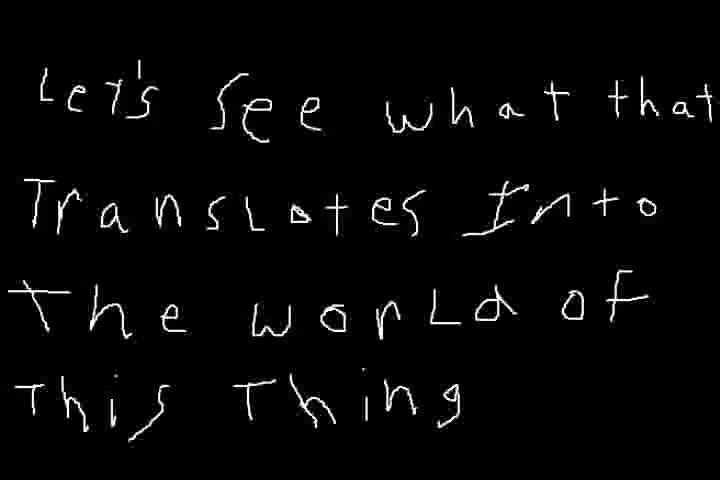 Let's See what that
Translates Into
The world of
This Thing